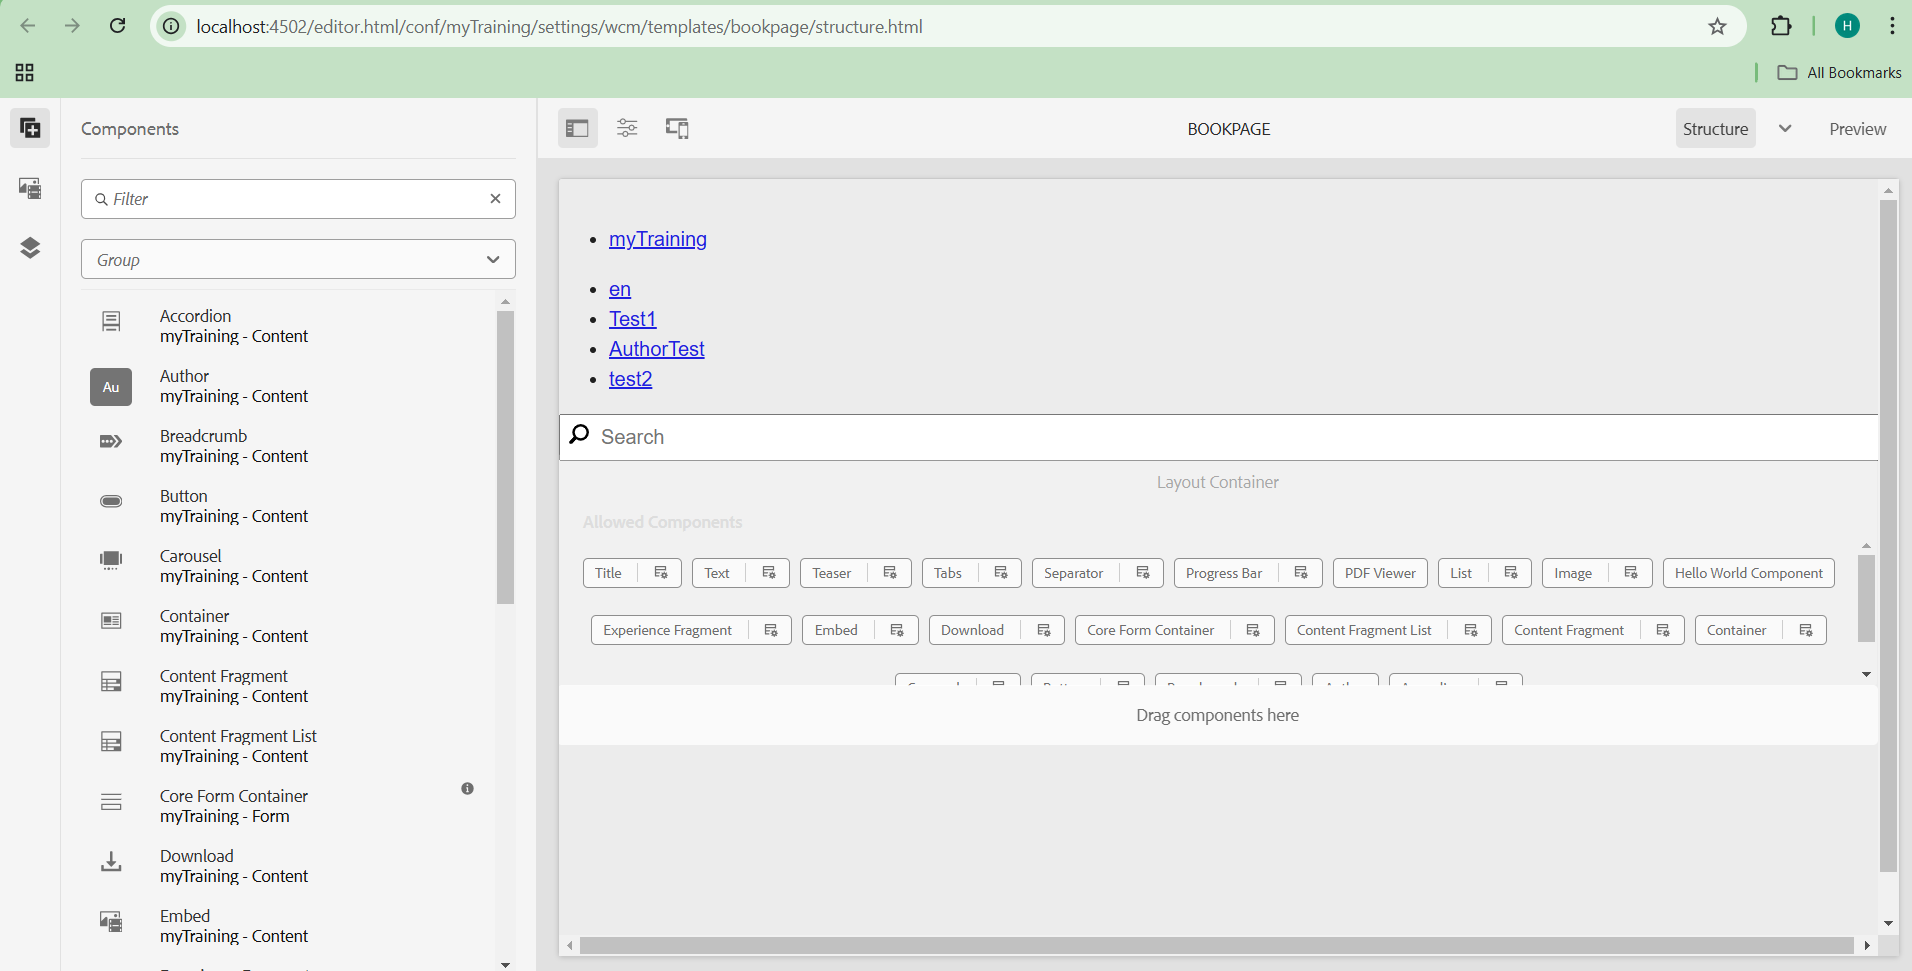 localhost:4502/editor.html/conf/myTraining/settings/wcm/templates/bookpage/structure.html
H
All Bookmarks
Components
BOOKPAGE
Structure
Preview
Filter
Group
Accordion
myTraining - Content
Au
Author
myTraining - Content
Breadcrumb
myTraining - Content
Button
myTraining - Content
Carousel
myTraining - Content
Container
myTraining - Content
Content Fragment
myTraining - Content
Content Fragment List
myTraining - Content
Core Form Container
myTraining - Form
Download
myTraining - Content
Embed
myTraining - Content
myTraining
en
Test1
AuthorTest
test2
Search
Layout Container
Allowed Components
Title Text Teaser Tabs Separator Progress Bar PDF Viewer List Image Hello World Component
Experience Fragment Embed Download Core Form Container Content Fragment List Content Fragment Container
Drag components here